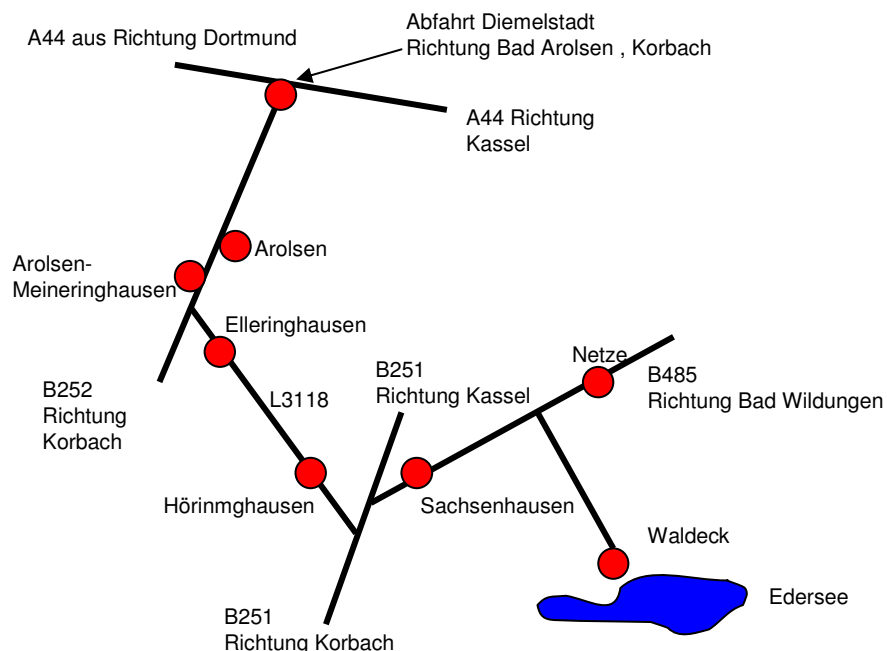 A44 aus Richtung Dortmund
Abfahrt Diemelstadt
Richtung Bad Arolsen , Korbach
A44 Richtung
Kassel
Arolsen
Arolsen-
Meineringhausen
Elleringhausen
B252
Richtung
Korbach
L3118
B251
Richtung Kassel
Netze
B485
Richtung Bad Wildungen
Hörinmghausen
Sachsenhausen
Waldeck
Edersee
B251
Richtung Korbach